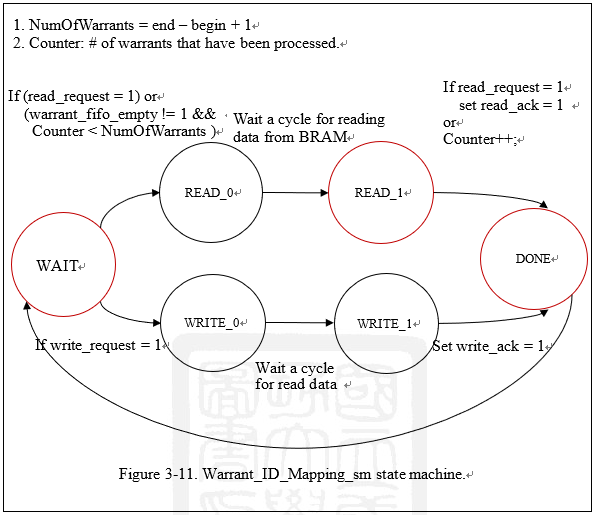 1. NumOfWarrants = end – begin + 1
2. Counter: # of warrants that have been processed.
If (read_request = 1) or
(warrant_fifo_empty != 1 &&
Counter < NumOfWarrants )
Wait a cycle for reading
data from BRAM
If read_request = 1
set read_ack = 1
or
Counter++;
READ_0
READ_1
WAIT
DONE
WRITE_0
WRITE_1
If write_request = 1
Wait a cycle
for read data
Set write_ack = 1
Figure 3-11. Warrant_ID_Mapping_sm state machine.